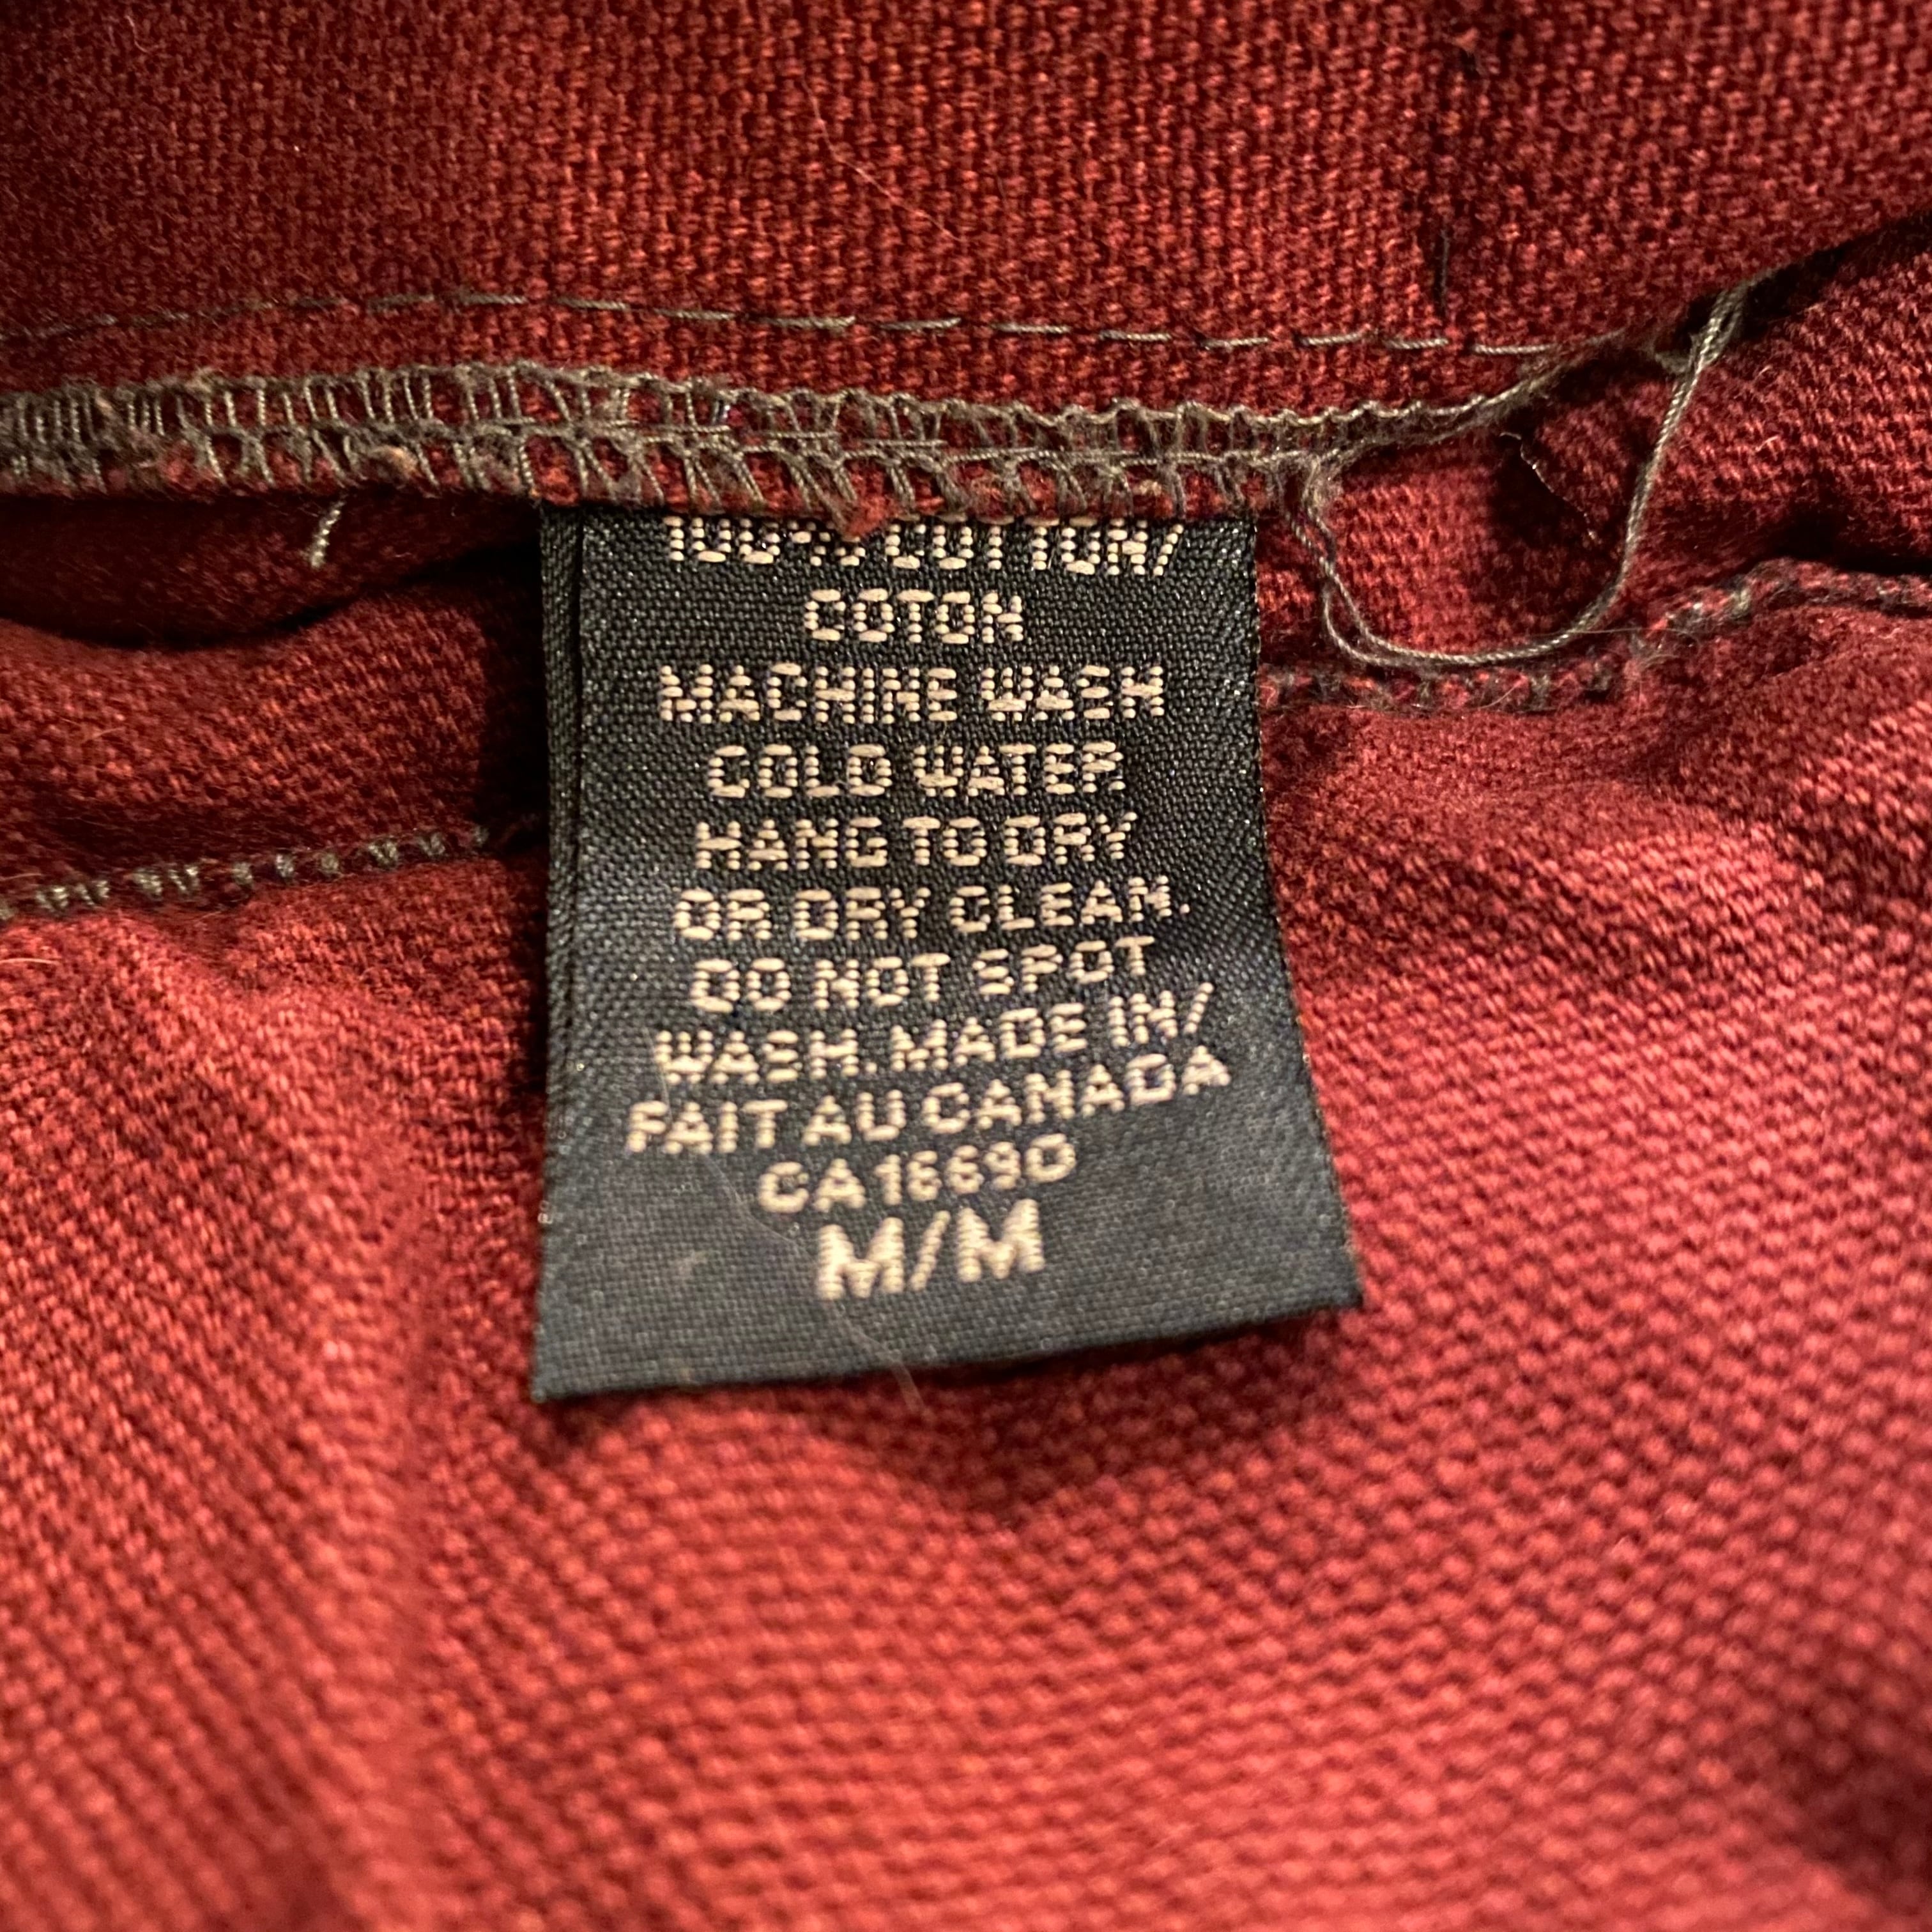 100% COTTON/
COTON
MACHINE WASH
COLD WATER
HANG TO DRY
OR DRY CLEAN.
DO NOT SPOT
WASH. MADE IN/
FAIT AU CANADA
CA16690
M/M